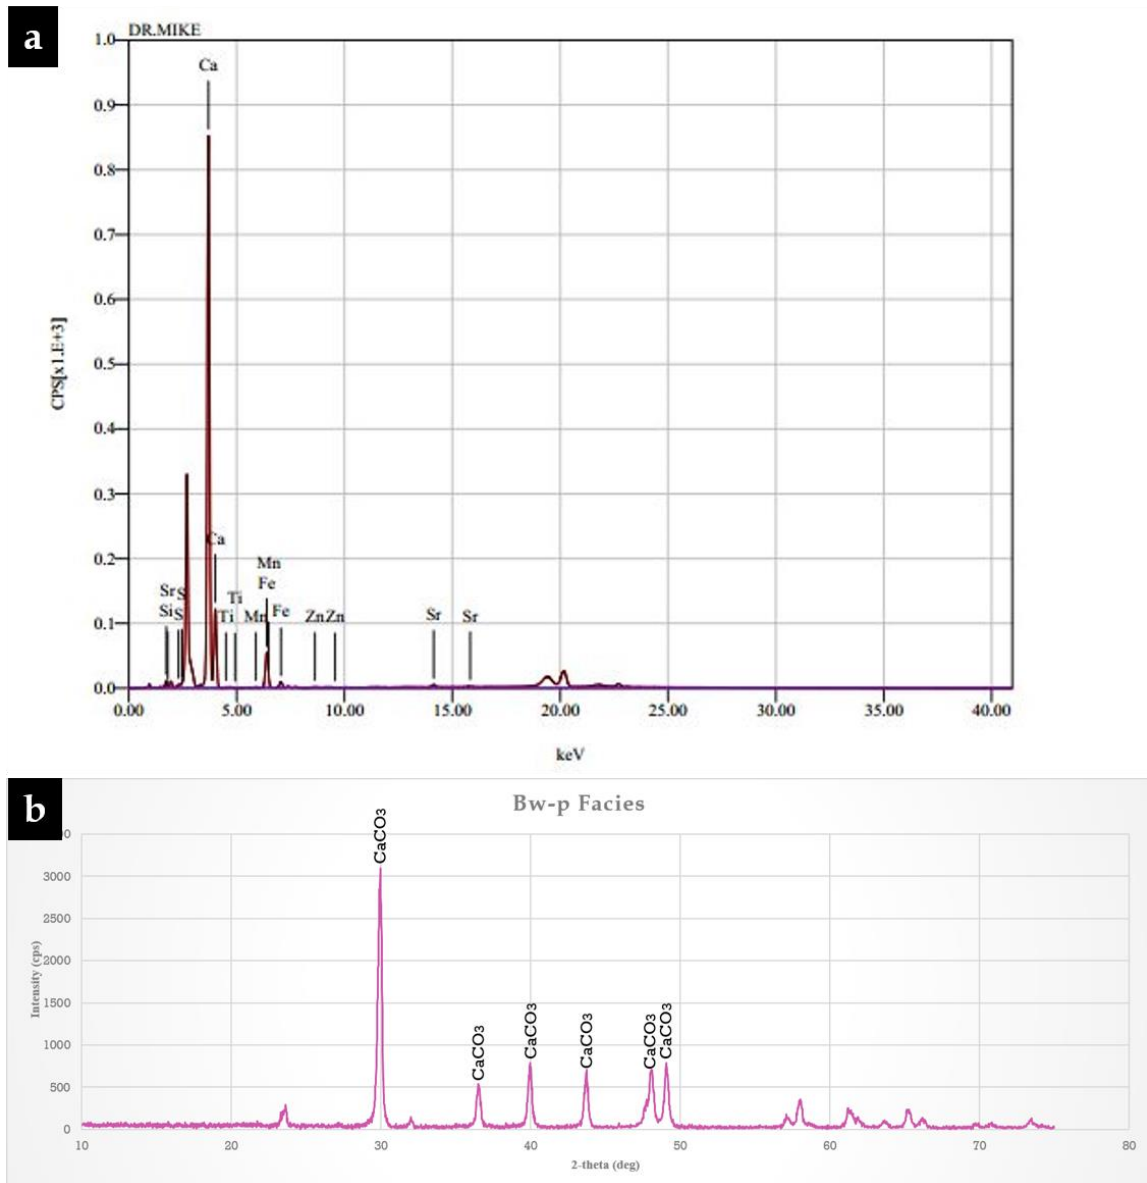 a
DR.MIKE
1.0
Ca
0.9
0.8
0.7
0.6
0.5
0.4
0.3
0.2
0.1
0.0
CPS[x1.E+3]
Ca
Mn
Sr S
Ti
Fe
Si S
Ti
Mn
Fe
Zn Zn
Sr
Sr
0.00 5.00 10.00 15.00 20.00 25.00 30.00 35.00 40.00
keV
b
Bw-p Facies
3000
2500
2000
1500
1000
500
0
Intensity (cps)
CaCO3
CaCO3
CaCO3
CaCO3
CaCO3
CaCO3
10 20 30 40 50 60 70 80
2-theta (deg)